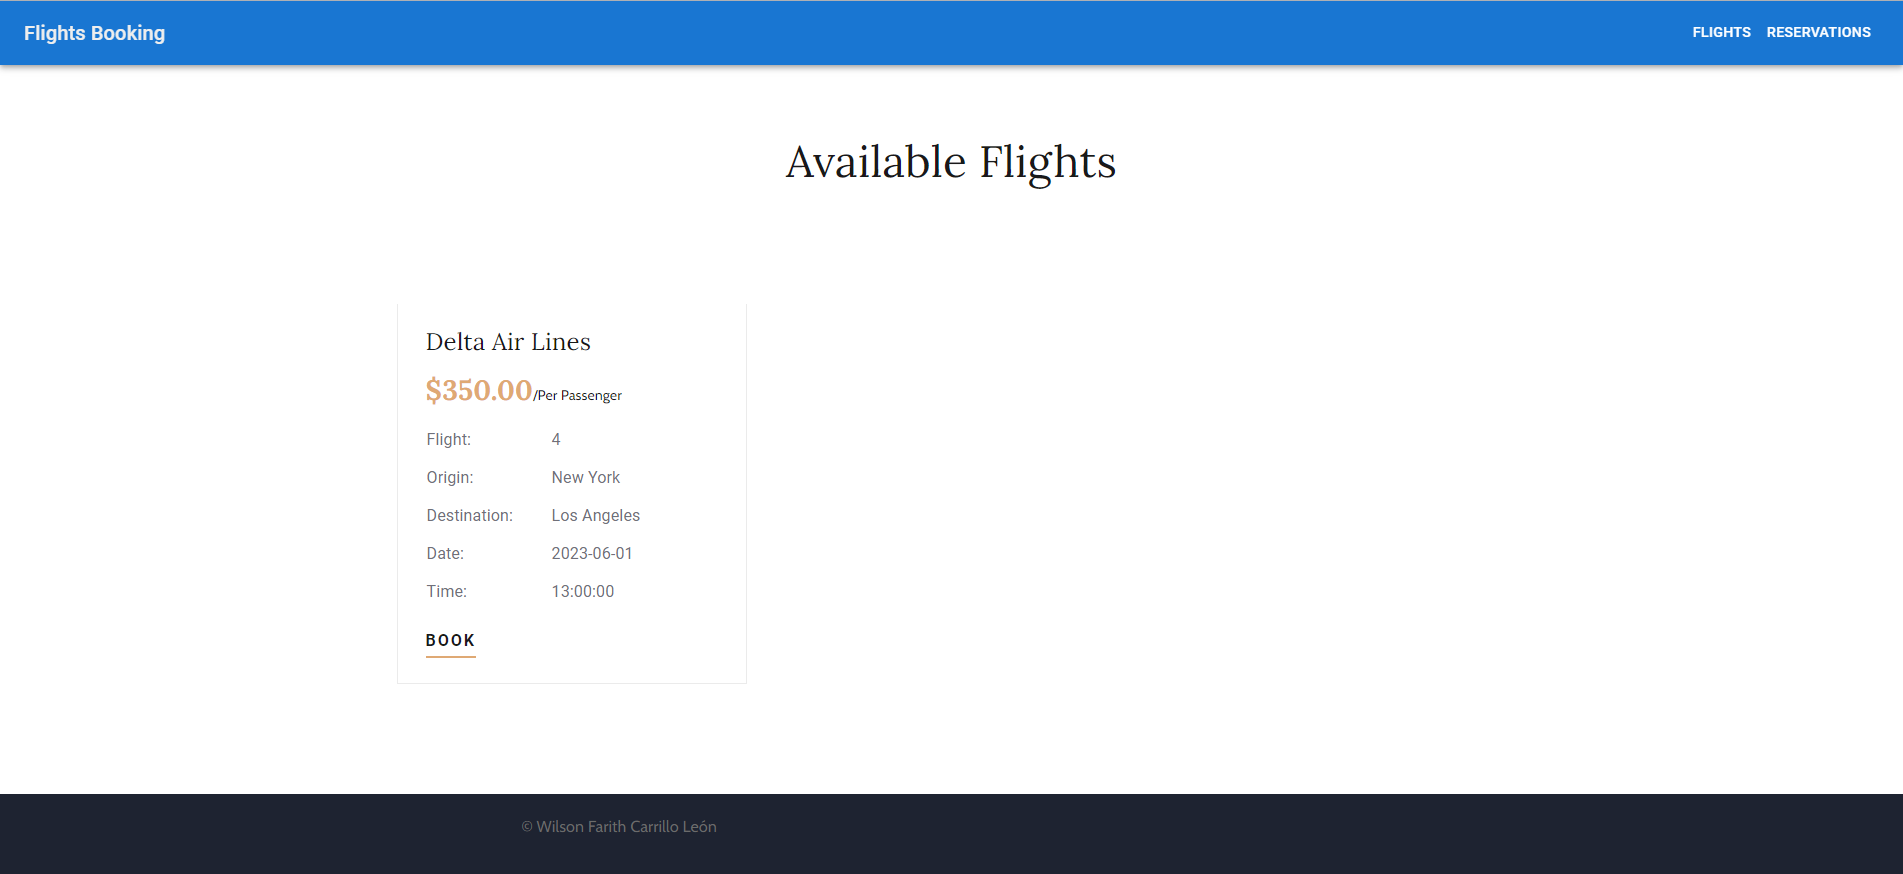 Flights Booking FLIGHTS RESERVATIONS
Available Flights
Delta Air Lines
$350.00/Per Passenger
Flight: 4
Origin: New York
Destination: Los Angeles
Date: 2023-06-01
Time: 13:00:00
BOOK
© Wilson Farith Carrillo León